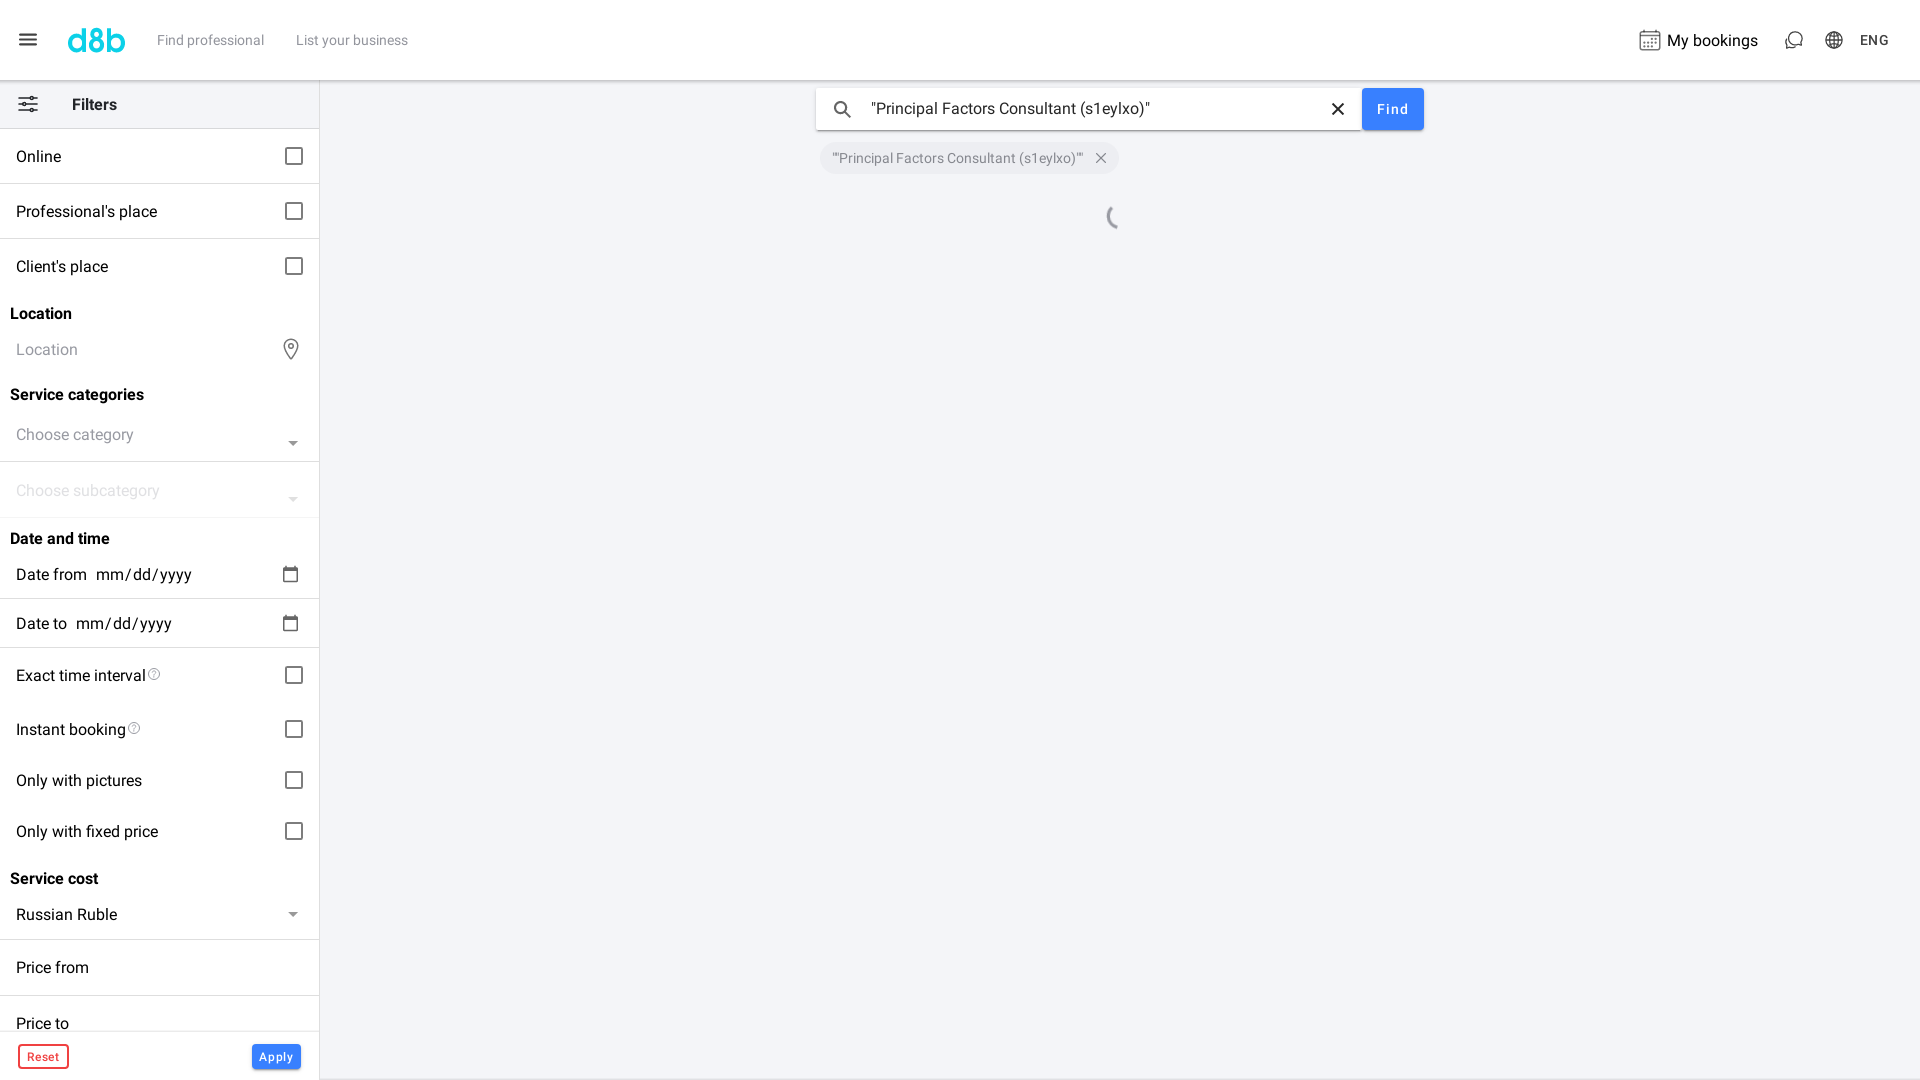 d8b
Find professional
List your business
My bookings
ENG
Filters
"Principal Factors Consultant (s1eylxo)"
Find
""Principal Factors Consultant (s1eylxo)""
Online
Professional's place
Client's place
Location
Location
Service categories
Choose category
Choose subcategory
Date and time
Date from mm/dd/yyyy
Date to mm/dd/yyyy
Exact time interval
Instant booking
Only with pictures
Only with fixed price
Service cost
Russian Ruble
Price from
Price to
Reset
Apply